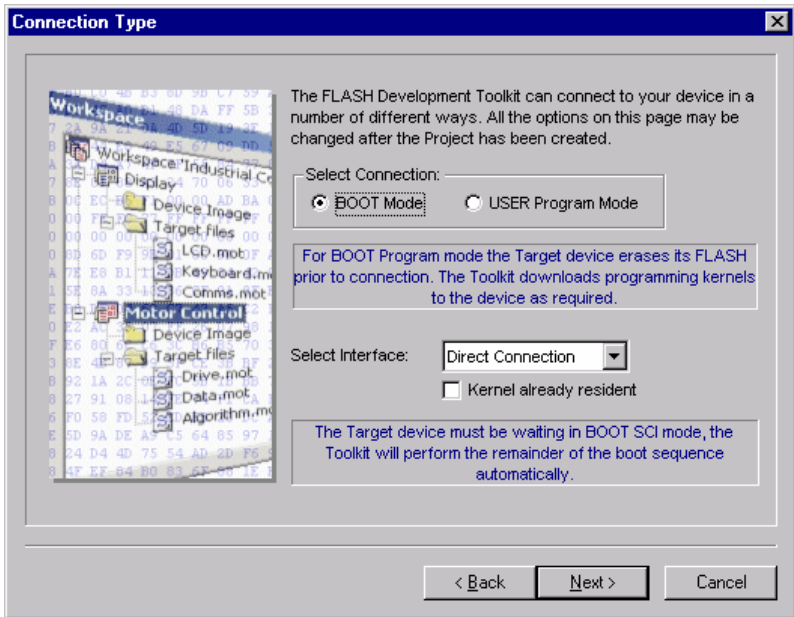 Connection Type
Workspace
Workspace 'Industrial Co
Display
Device Image
Target files
LCD.mot
Keyboard.m
Comms.mot
Motor Control
Device Image
Target files
Drive.mot
Data.mot
Algorithm.m
The FLASH Development Toolkit can connect to your device in a
number of different ways. All the options on this page may be
changed after the Project has been created.
Select Connection:
BOOT Mode
USER Program Mode
For BOOT Program mode the Target device erases its FLASH
prior to connection. The Toolkit downloads programming kernels
to the device as required.
Select Interface:
Direct Connection
Kernel already resident
The Target device must be waiting in BOOT SCI mode, the
Toolkit will perform the remainder of the boot sequence
automatically.
< Back
Next >
Cancel